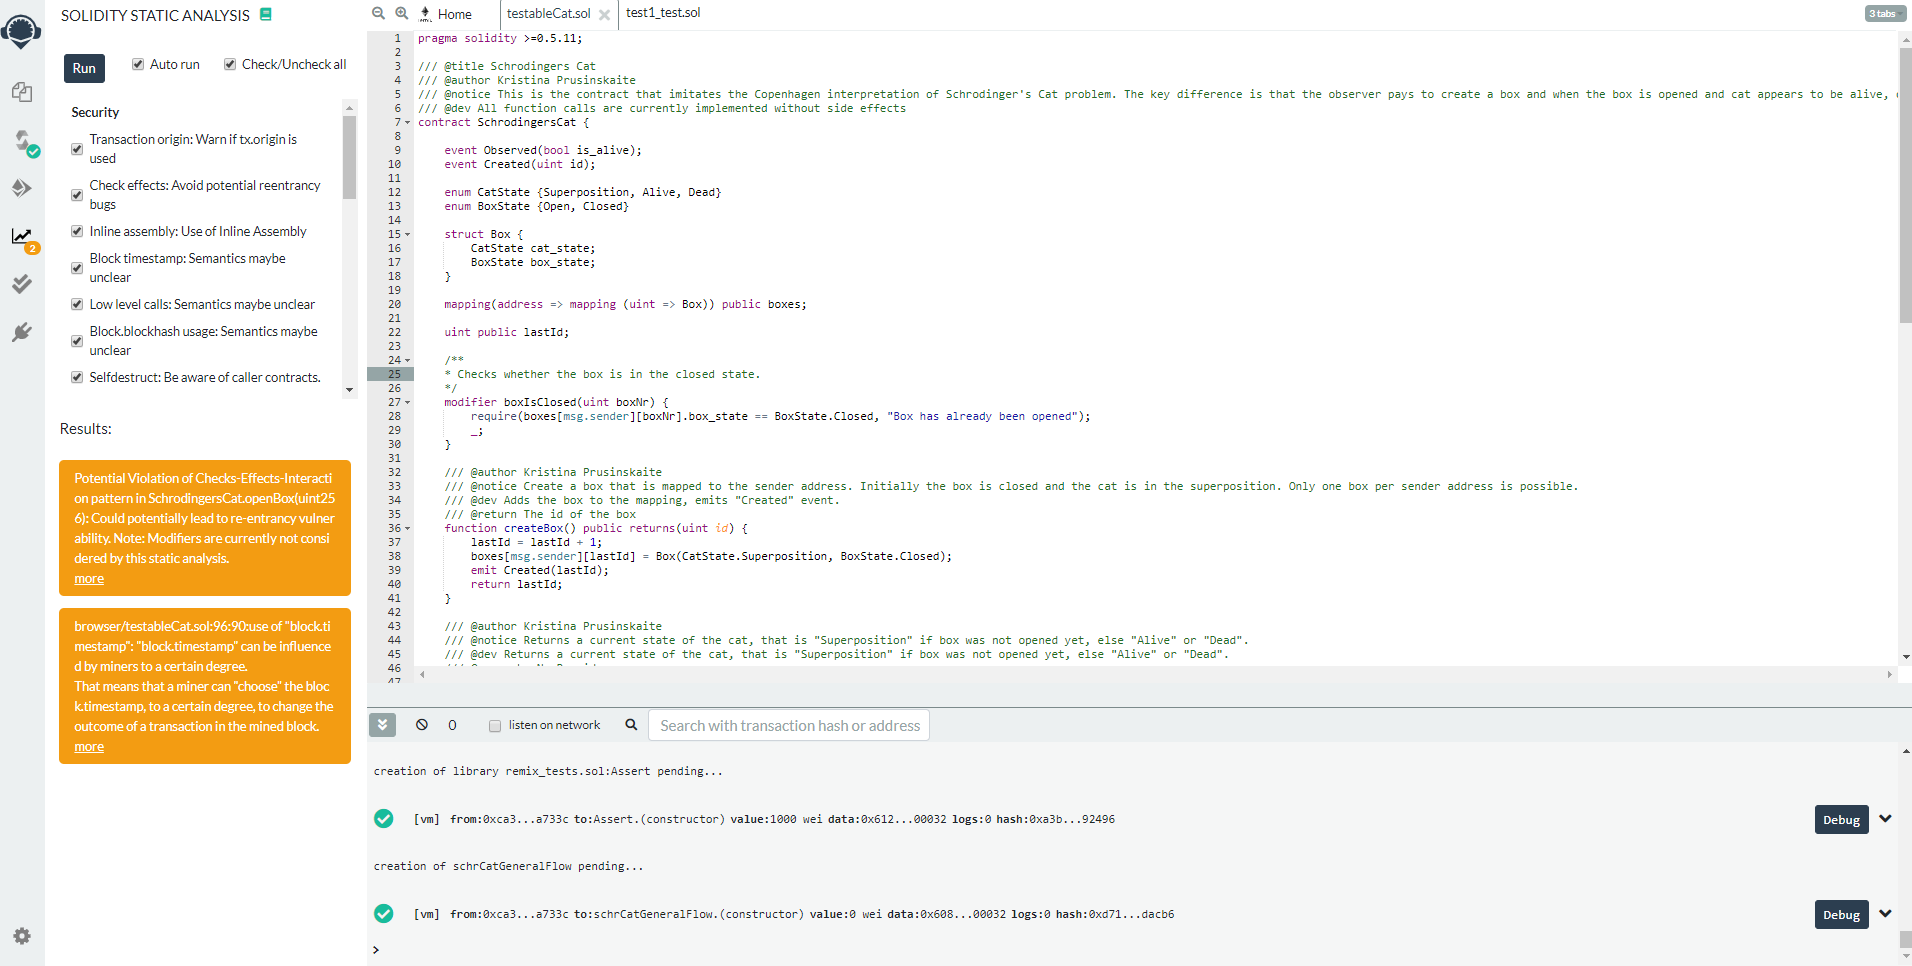 SOLIDITY STATIC ANALYSIS
Run
Auto run
Check/Uncheck all
Security
Transaction origin: Warn if tx.origin is
used
Check effects: Avoid potential reentrancy
bugs
Inline assembly: Use of Inline Assembly
Block timestamp: Semantics maybe
unclear
Low level calls: Semantics maybe unclear
Block.blockhash usage: Semantics maybe
unclear
Selfdestruct: Be aware of caller contracts.
2
Results:
Potential Violation of Checks-Effects-Interacti
on pattern in SchrodingersCat.openBox(uint25
6): Could potentially lead to re-entrancy vulner
ability. Note: Modifiers are currently not consi
dered by this static analysis.
more
browser/testableCat.sol:96:90:use of "block.ti
mestamp": "block.timestamp" can be influence
d by miners to a certain degree.
That means that a miner can "choose" the bloc
k.timestamp, to a certain degree, to change the
outcome of a transaction in the mined block.
more
Home
testableCat.sol
test1_test.sol
3 tabs
1 pragma solidity >=0.5.11;
2
3 /// @title Schrodingers Cat
4 /// @author Kristina Prusinskaite
5 /// @notice This is the contract that imitates the Copenhagen interpretation of Schrodinger's Cat problem. The key difference is that the observer pays to create a box and when the box is opened and cat appears to be alive,
6 /// @dev All function calls are currently implemented without side effects
7 contract SchrodingersCat {
8
9 event Observed(bool is_alive);
10 event Created(uint id);
11
12 enum CatState {Superposition, Alive, Dead}
13 enum BoxState {Open, Closed}
14
15 struct Box {
16 CatState cat_state;
17 BoxState box_state;
18 }
19
20 mapping(address => mapping (uint => Box)) public boxes;
21
22 uint public lastId;
23
24 /**
25 * Checks whether the box is in the closed state.
26 */
27 modifier boxIsClosed(uint boxNr) {
28 require(boxes[msg.sender][boxNr].box_state == BoxState.Closed, "Box has already been opened");
29 _;
30 }
31
32 /// @author Kristina Prusinskaite
33 /// @notice Create a box that is mapped to the sender address. Initially the box is closed and the cat is in the superposition. Only one box per sender address is possible.
34 /// @dev Adds the box to the mapping, emits "Created" event.
35 /// @return The id of the box
36 function createBox() public returns(uint id) {
37 lastId = lastId + 1;
38 boxes[msg.sender][lastId] = Box(CatState.Superposition, BoxState.Closed);
39 emit Created(lastId);
40 return lastId;
41 }
42
43 /// @author Kristina Prusinskaite
44 /// @notice Returns a current state of the cat, that is "Superposition" if box was not opened yet, else "Alive" or "Dead".
45 /// @dev Returns a current state of the cat, that is "Superposition" if box was not opened yet, else "Alive" or "Dead".
46
47
0
listen on network
Search with transaction hash or address
creation of library remix_tests.sol:Assert pending...
[vm] from:0xca3...a733c to:Assert.(constructor) value:1000 wei data:0x612...00032 logs:0 hash:0xa3b...92496
Debug
creation of schrCatGeneralFlow pending...
[vm] from:0xca3...a733c to:schrCatGeneralFlow.(constructor) value:0 wei data:0x608...00032 logs:0 hash:0xd71...dacb6
Debug
>